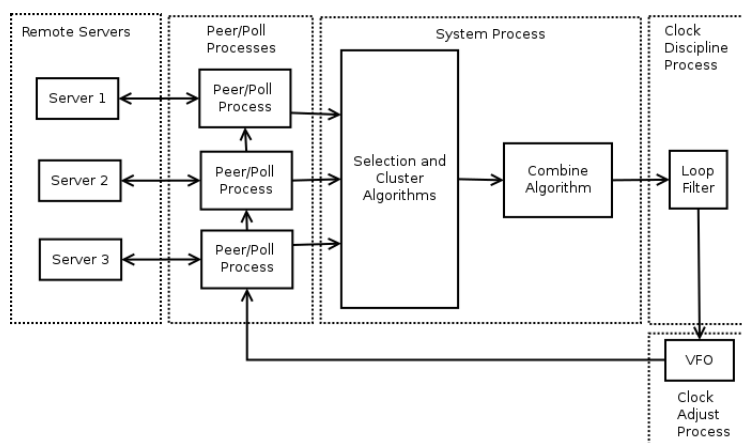 Remote Servers
Server 1
Server 2
Server 3
Peer/Poll
Processes
Peer/Poll
Process
Peer/Poll
Process
Peer/Poll
Process
System Process
Selection and
Cluster
Algorithms
Combine
Algorithm
Clock
Discipline
Process
Loop
Filter
VFO
Clock
Adjust
Process